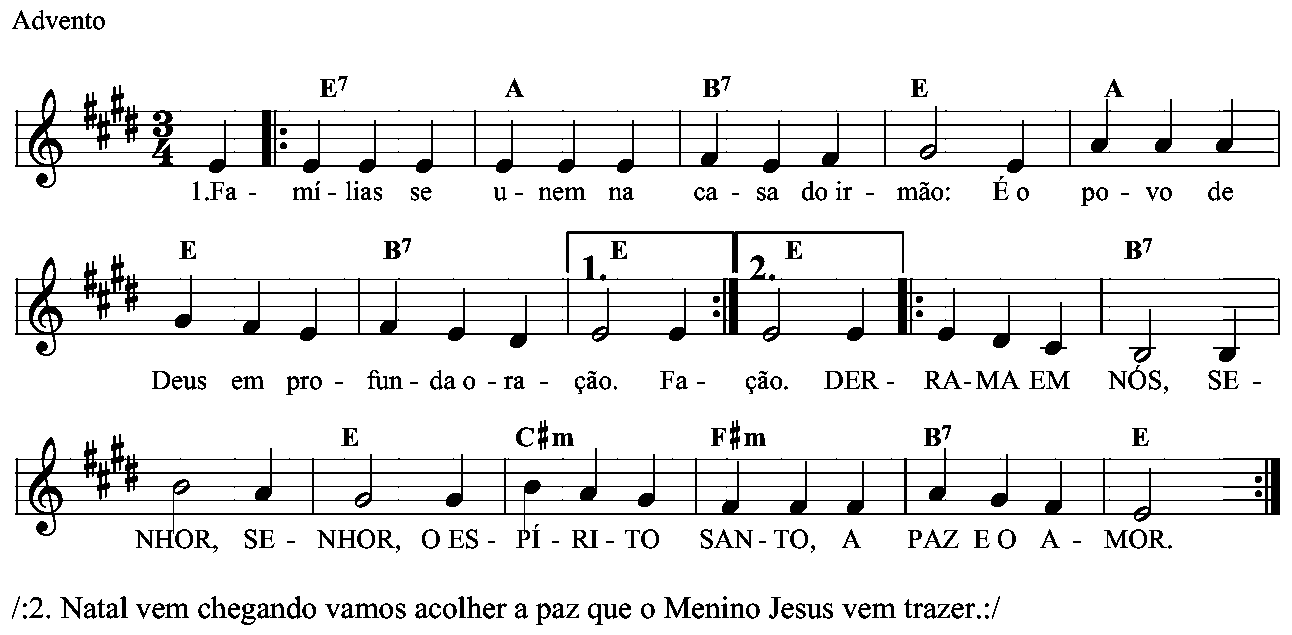 Advento
E7 A B7 E A
3 4
1.Fa- mí-lias se u-nem na ca-sa do ir-mão: É o po-vo de
E B7 1. E 2. E B7
Deus em pro-fun-da o-ra-ção. Fa-ção. DER-RA-MA EM NÓS, SE-
E C#m F#m B7 E
NHOR, SE-NHOR, O ES-PÍ-RI-TO SAN-TO, A PAZ E O A-MOR.
/:2. Natal vem chegando vamos acolher a paz que o Menino Jesus vem trazer.:/